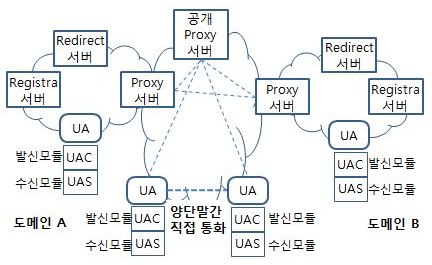 공개
Proxy
서버
Redirect
서버
Redirect
서버
Registra
서버
Proxy
서버
Proxy
서버
Registra
서버
UA
UA
발신모듈 UAC
수신모듈 UAS
UAC 발신모듈
UAS 수신모듈
UA
UA
양단말간
직접 통화
도메인 A
도메인 B
발신모듈 UAC
수신모듈 UAS
UAC 발신모듈
UAS 수신모듈